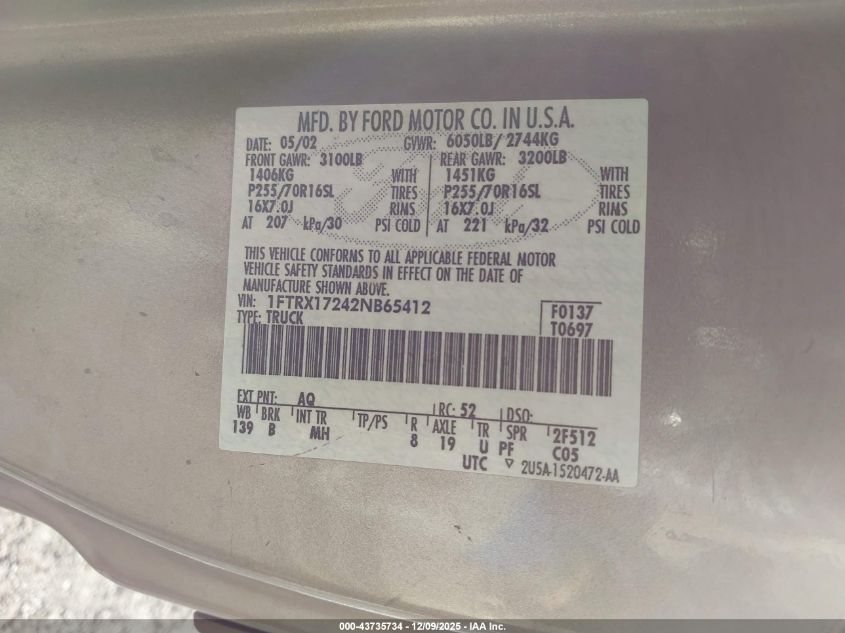 MFD. BY FORD MOTOR CO. IN U.S.A.
DATE: 05/02 GVWR: 6050LB/ 2744KG
FRONT GAWR: 3100LB REAR GAWR: 3200LB
1406KG WITH 1451KG WITH
P255/70R16SL TIRES P255/70R16SL TIRES
16X7.0J RIMS 16X7.0J RIMS
AT 207 kPa/30 PSI COLD AT 221 kPa/32 PSI COLD
THIS VEHICLE CONFORMS TO ALL APPLICABLE FEDERAL MOTOR
VEHICLE SAFETY STANDARDS IN EFFECT ON THE DATE OF
MANUFACTURE SHOWN ABOVE.
VIN: 1FTRX17242NB65412 F0137
TYPE: TRUCK T0697
EXT PNT: AQ RC: 52 DSO:
WB BRK INT TR TP/PS R AXLE TR SPR 2F512
139 B MH 8 19 U PF C05
UTC ▽ 2U5A-1520472-AA
000-43735734 — 12/09/2025 — IAA Inc.